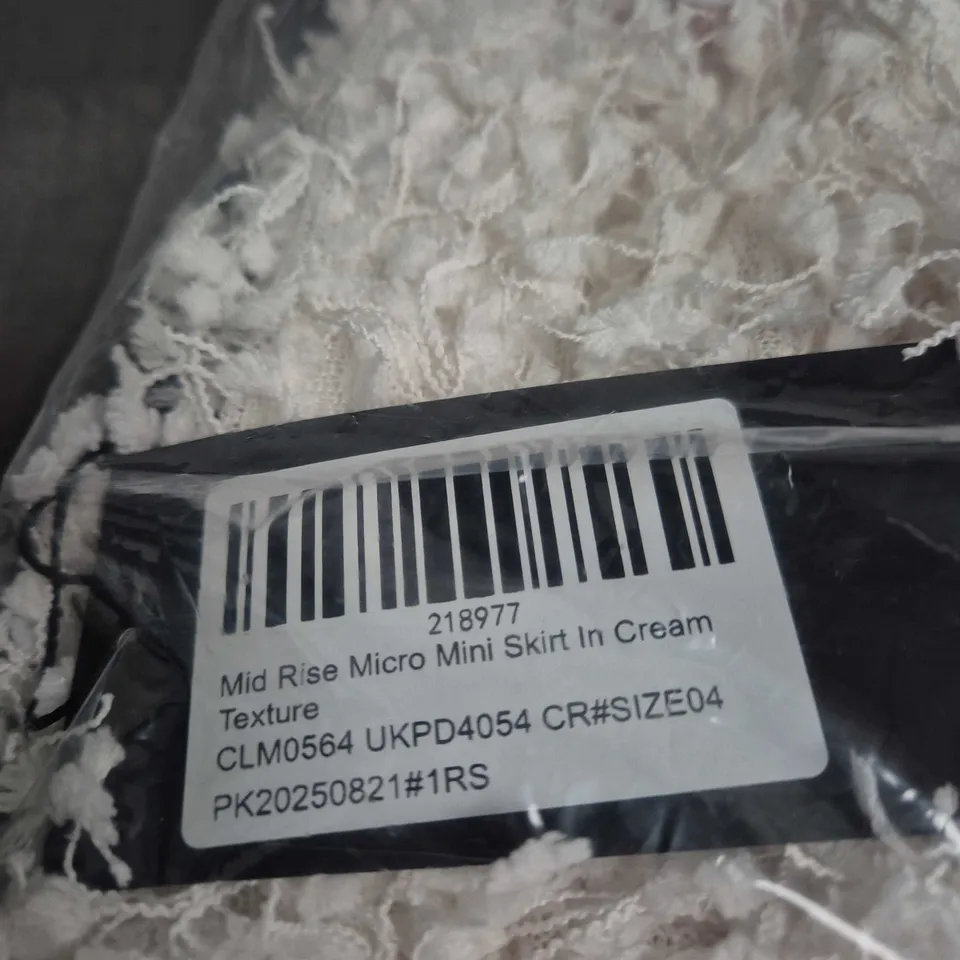 218977
Mid Rise Micro Mini Skirt In Cream
Texture
CLM0564 UKPD4054 CR#SIZE04
PK20250821#1RS